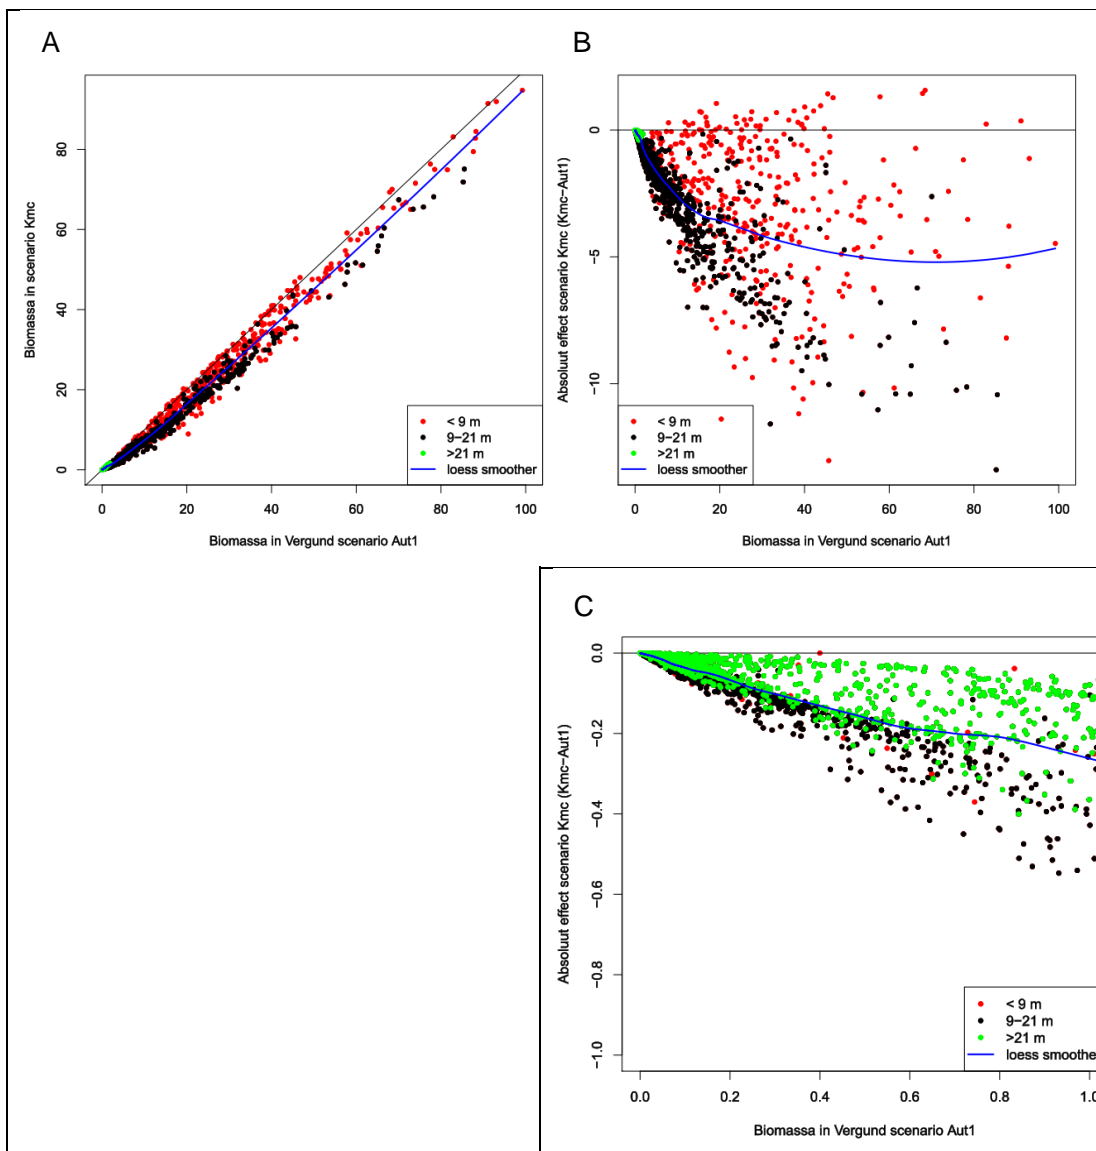 A
Biomassa in scenario Kmc
80
60
40
20
0
0 20 40 60 80 100
Biomassa in Vergund scenario Aut1
< 9 m
9−21 m
>21 m
loess smoother
B
Absoluut effect scenario Kmc (Kmc−Aut1)
0
−5
−10
0 20 40 60 80 100
Biomassa in Vergund scenario Aut1
< 9 m
9−21 m
>21 m
loess smoother
C
Absoluut effect scenario Kmc (Kmc−Aut1)
0.0
−0.2
−0.4
−0.6
−0.8
−1.0
0.0 0.2 0.4 0.6 0.8 1.0
Biomassa in Vergund scenario Aut1
< 9 m
9−21 m
>21 m
loess smoother